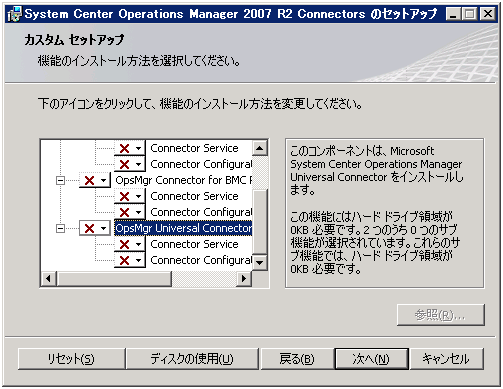 System Center Operations Manager 2007 R2 Connectors のセットアップ
カスタム セットアップ
機能のインストール方法を選択してください。
下のアイコンをクリックして、機能のインストール方法を変更してください。
Connector Service
Connector Configurat
OpsMgr Connector for BMC F
Connector Service
Connector Configurat
OpsMgr Universal Connector
Connector Service
Connector Configurat
このコンポーネントは、Microsoft
System Center Operations Manager
Universal Connector をインストールし
ます。
この機能にはハード ドライブ領域が
0KB 必要です。2 つのうち 0 つのサブ
機能が選択されています。これらのサ
ブ機能では、ハード ドライブ領域が
0KB 必要です。
参照(R)...
リセット(S)
ディスクの使用(U)
戻る(B)
次へ(N)
キャンセル